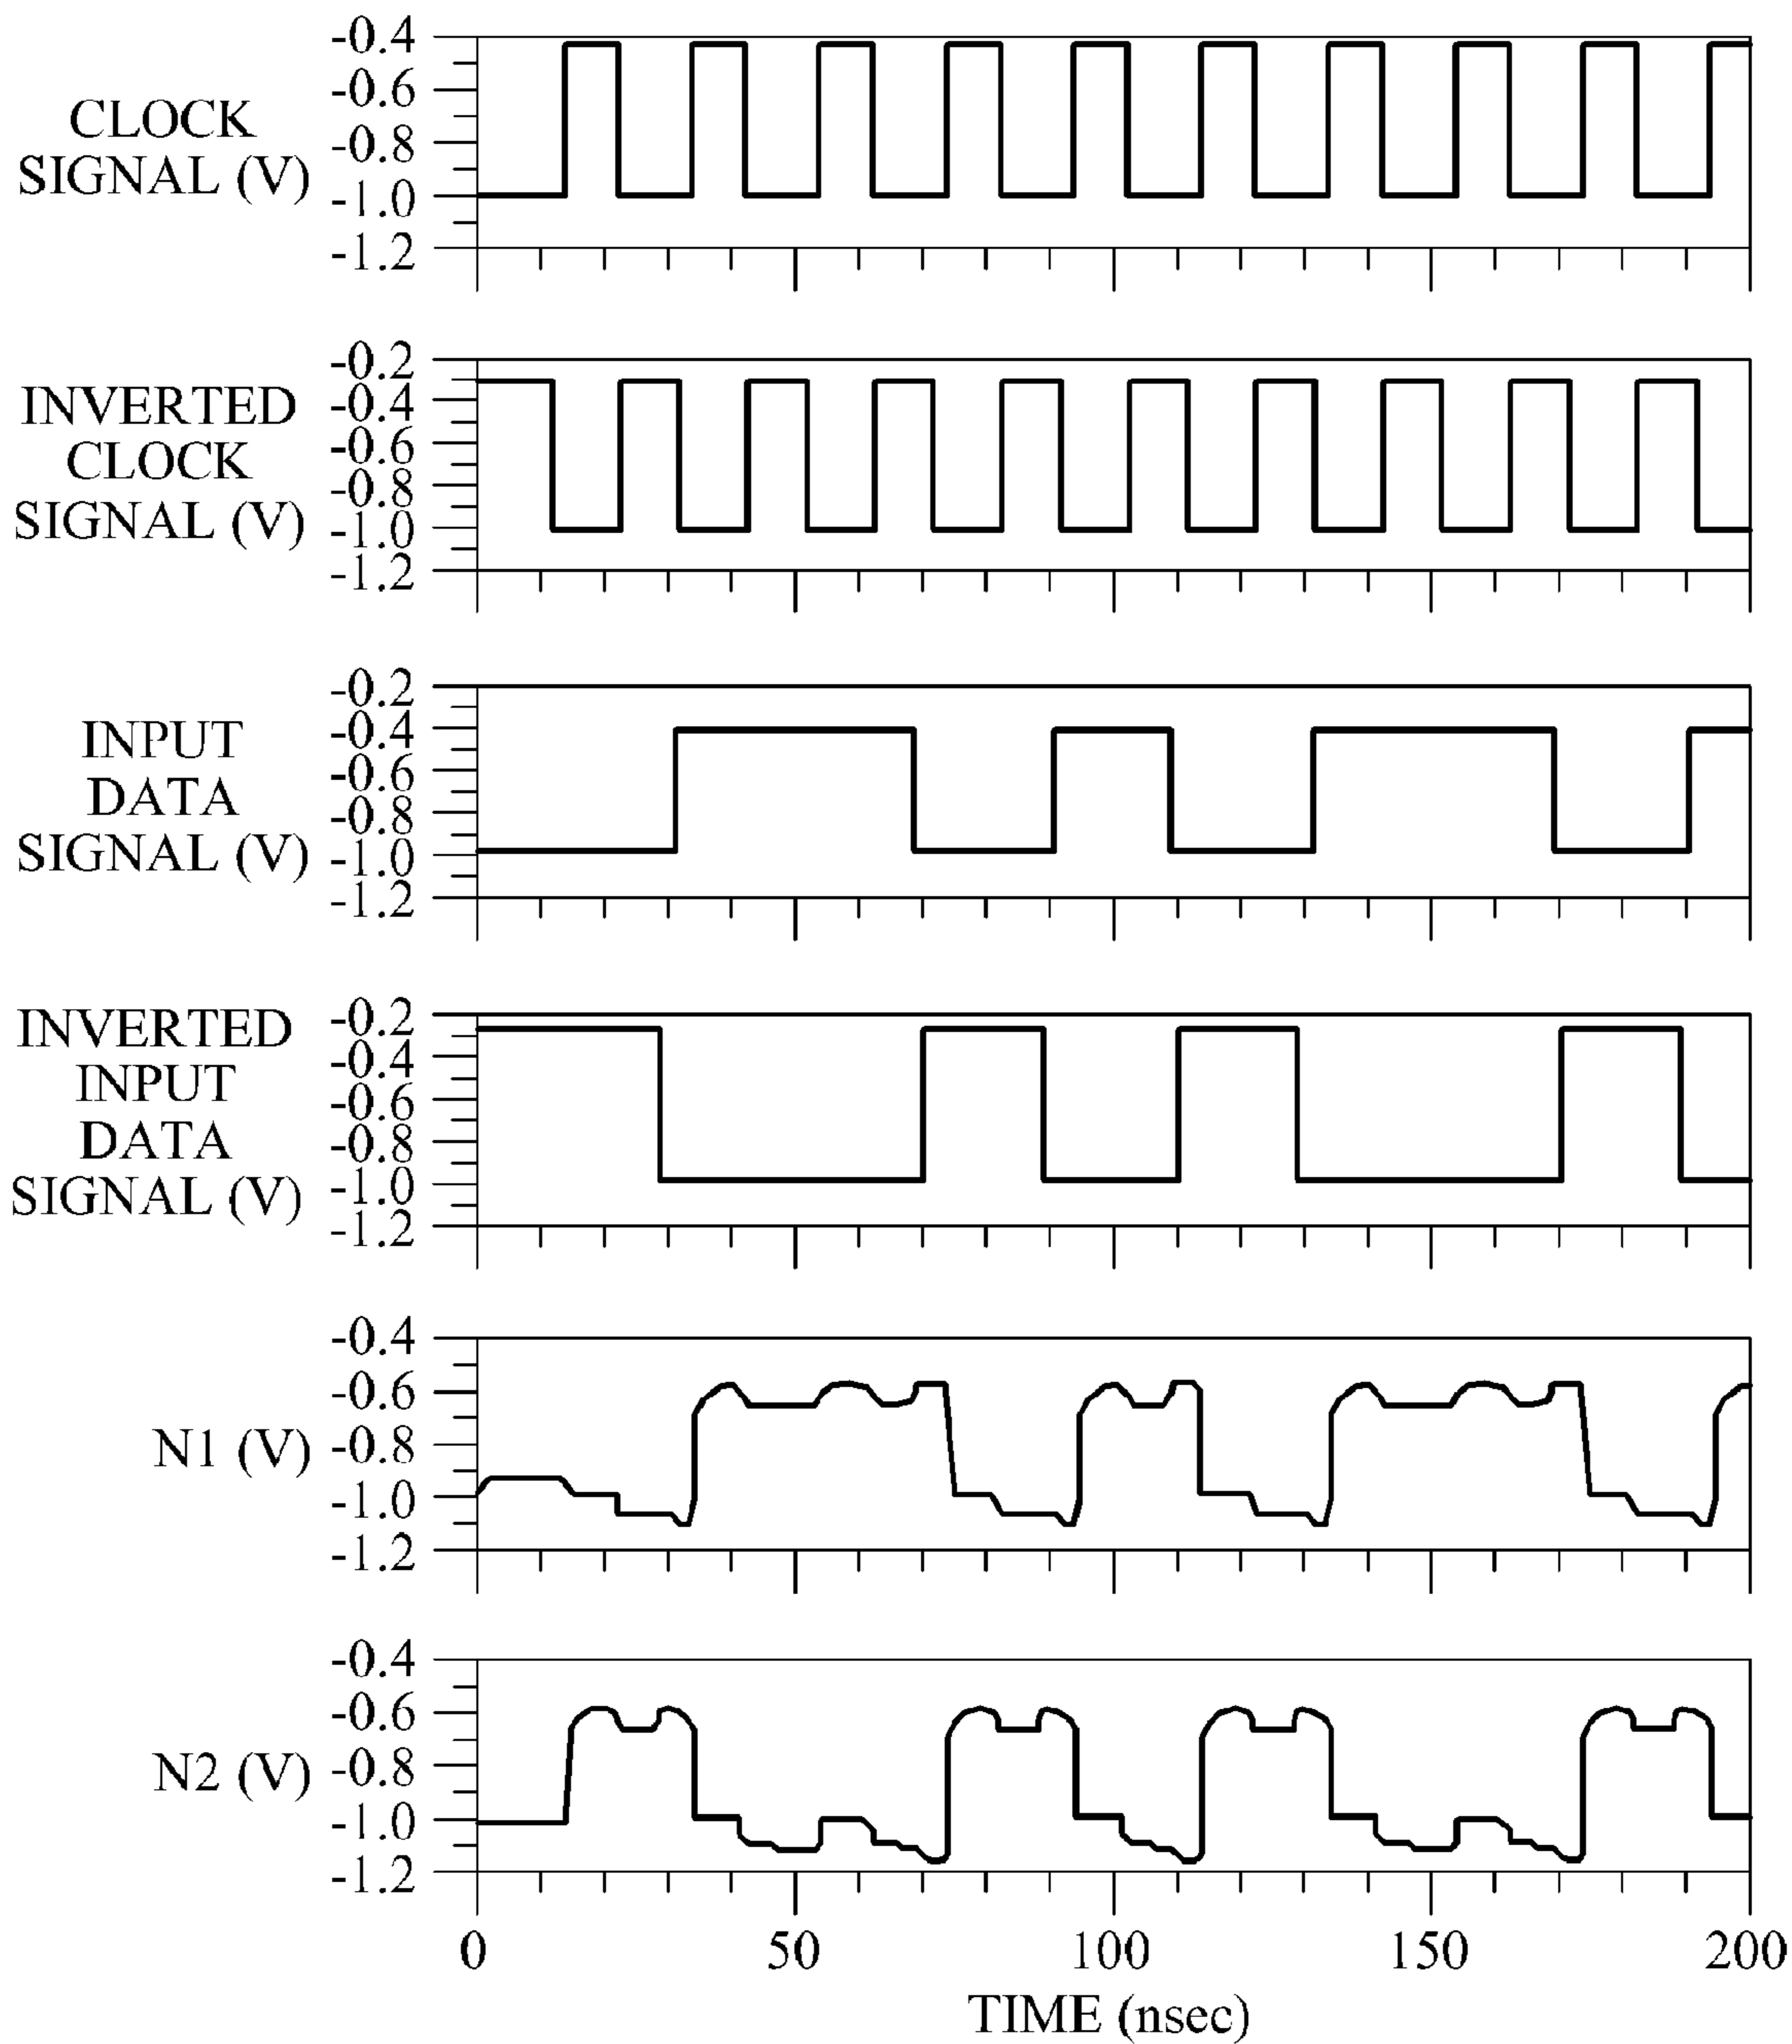 -0.4
-0.6
-0.8
-1.0
-1.2
CLOCK
SIGNAL (V)
-0.2
-0.4
-0.6
-0.8
-1.0
-1.2
INVERTED
CLOCK
SIGNAL (V)
-0.2
-0.4
-0.6
-0.8
-1.0
-1.2
INPUT
DATA
SIGNAL (V)
-0.2
-0.4
-0.6
-0.8
-1.0
-1.2
INVERTED
INPUT
DATA
SIGNAL (V)
-0.4
-0.6
-0.8
-1.0
-1.2
N1 (V)
-0.4
-0.6
-0.8
-1.0
-1.2
N2 (V)
0 50 100 150 200
TIME (nsec)